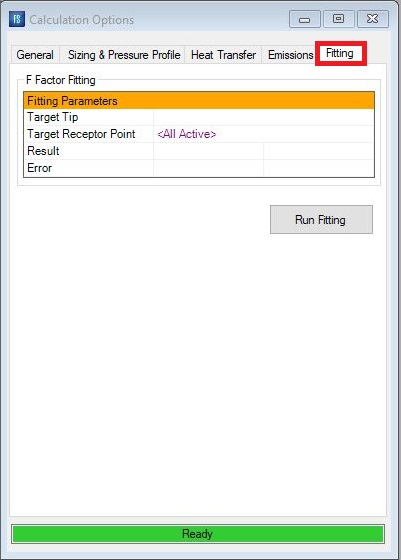 FS Calculation Options
General Sizing & Pressure Profile Heat Transfer Emissions Fitting
F Factor Fitting
Fitting Parameters
Target Tip
Target Receptor Point <All Active>
Result
Error
Run Fitting
Ready